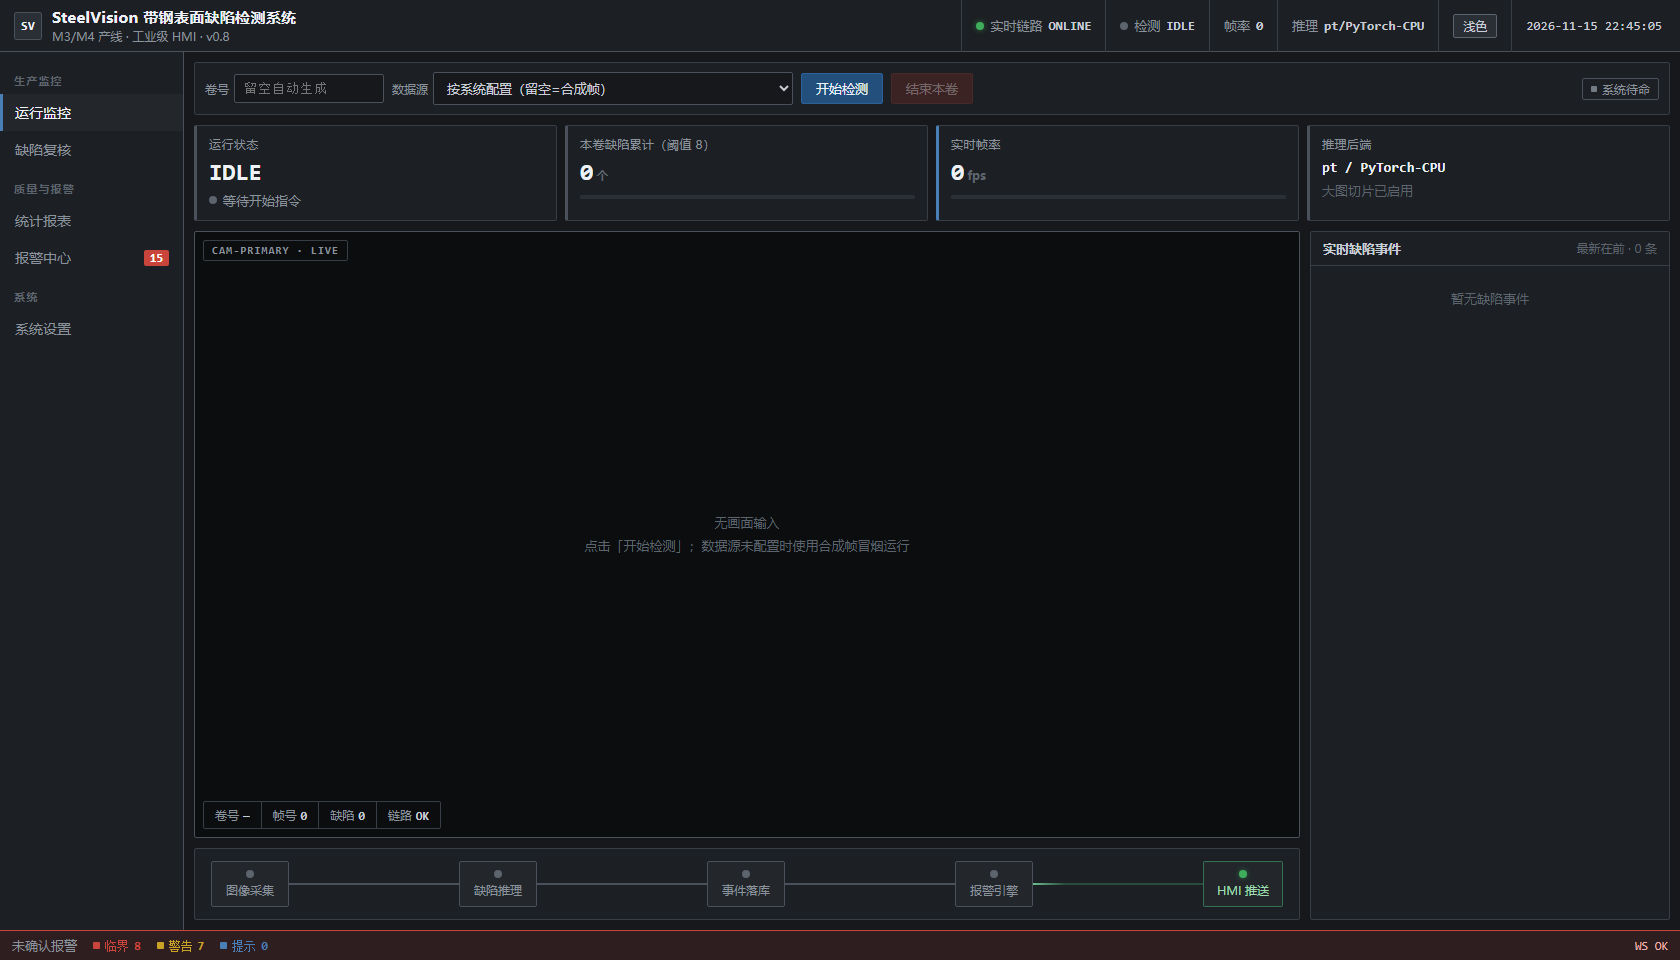 SV
SteelVision 带钢表面缺陷检测系统
M3/M4 产线 · 工业级 HMI · v0.8
实时链路 ONLINE
检测 IDLE
帧率 0
推理 pt/PyTorch-CPU
浅色
2026-11-15 22:45:05
生产监控
运行监控
缺陷复核
质量与报警
统计报表
报警中心 15
系统
系统设置
卷号 留空自动生成 数据源 按系统配置（留空=合成帧） 开始检测 结束本卷
系统待命
运行状态
IDLE
等待开始指令
本卷缺陷累计（阈值 8）
0 个
实时帧率
0 fps
推理后端
pt / PyTorch-CPU
大图切片已启用
CAM-PRIMARY · LIVE
无画面输入
点击「开始检测」；数据源未配置时使用合成帧冒烟运行
卷号 — 帧号 0 缺陷 0 链路 OK
实时缺陷事件
最新在前 · 0 条
暂无缺陷事件
图像采集
缺陷推理
事件落库
报警引擎
HMI 推送
未确认报警 临界 8 警告 7 提示 0
WS OK